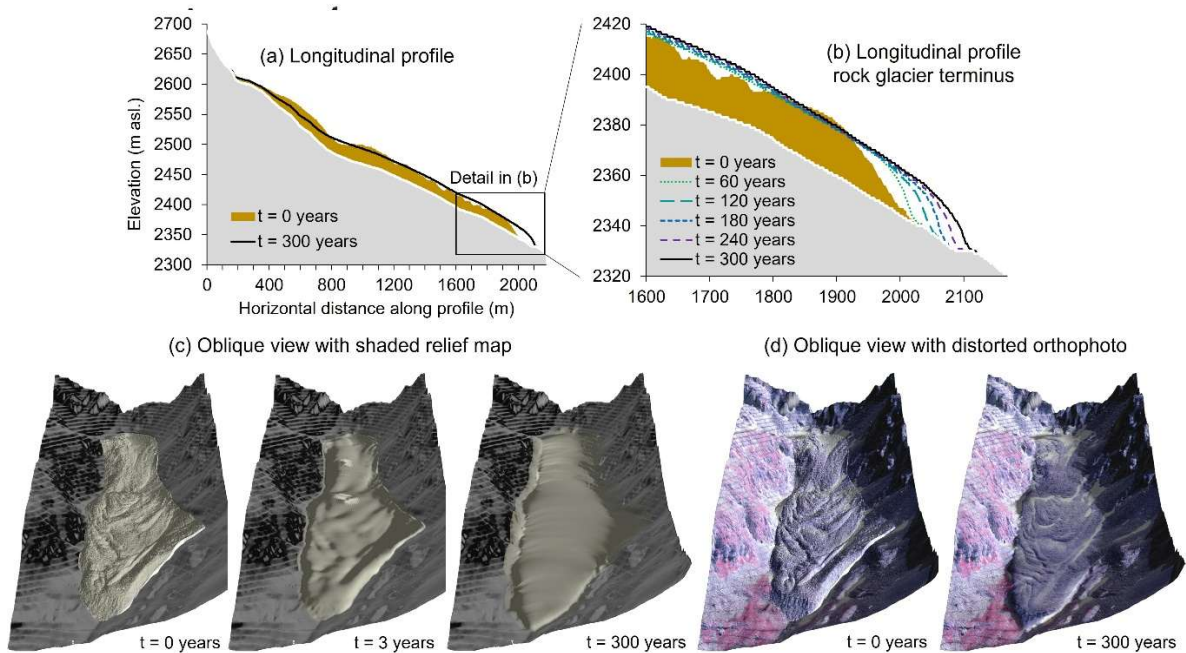 (a) Longitudinal profile
Elevation (m asl.)
2700
2650
2600
2550
2500
2450
2400
2350
2300
Detail in (b)
t = 0 years
t = 300 years
0
400
800
1200
1600
2000
Horizontal distance along profile (m)
(b) Longitudinal profile
rock glacier terminus
2420
2400
2380
2360
2340
2320
t = 0 years
t = 60 years
t = 120 years
t = 180 years
t = 240 years
t = 300 years
1600
1700
1800
1900
2000
2100
(c) Oblique view with shaded relief map
t = 0 years
t = 3 years
t = 300 years
(d) Oblique view with distorted orthophoto
t = 0 years
t = 300 years